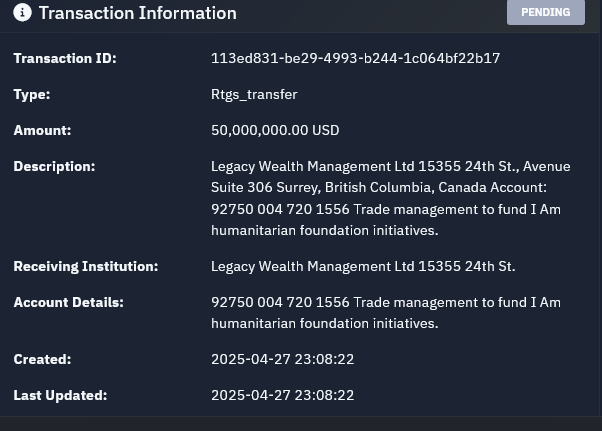 Transaction Information
PENDING
Transaction ID: 113ed831-be29-4993-b244-1c064bf22b17
Type: Rtgs_transfer
Amount: 50,000,000.00 USD
Description: Legacy Wealth Management Ltd 15355 24th St., Avenue
Suite 306 Surrey, British Columbia, Canada Account:
92750 004 720 1556 Trade management to fund I Am
humanitarian foundation initiatives.
Receiving Institution: Legacy Wealth Management Ltd 15355 24th St.
Account Details: 92750 004 720 1556 Trade management to fund I Am
humanitarian foundation initiatives.
Created: 2025-04-27 23:08:22
Last Updated: 2025-04-27 23:08:22